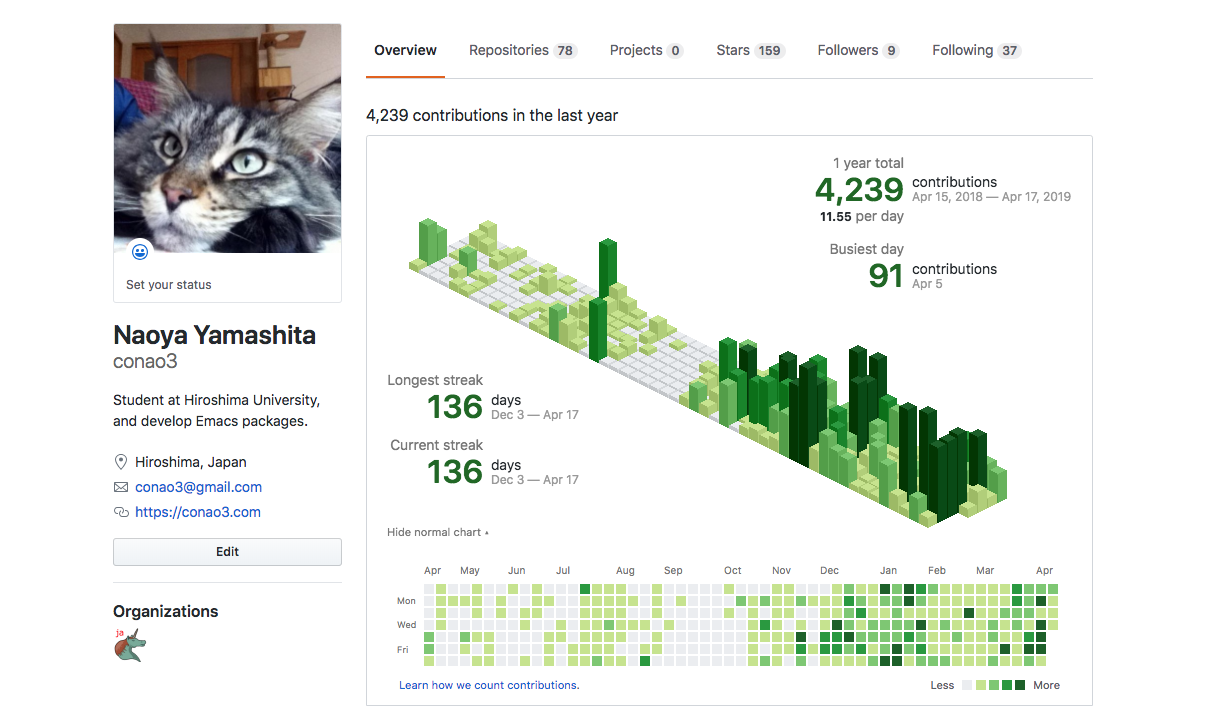 Overview
Repositories 78
Projects 0
Stars 159
Followers 9
Following 37
Set your status
Naoya Yamashita
conao3
Student at Hiroshima University,
and develop Emacs packages.
Hiroshima, Japan
conao3@gmail.com
https://conao3.com
Edit
Organizations
ja
4,239 contributions in the last year
1 year total
4,239 contributions
Apr 15, 2018 — Apr 17, 2019
11.55 per day
Busiest day
91 contributions
Apr 5
Longest streak
136 days
Dec 3 — Apr 17
Current streak
136 days
Dec 3 — Apr 17
Hide normal chart
Apr May Jun Jul Aug Sep Oct Nov Dec Jan Feb Mar Apr
Mon
Wed
Fri
Learn how we count contributions.
Less More